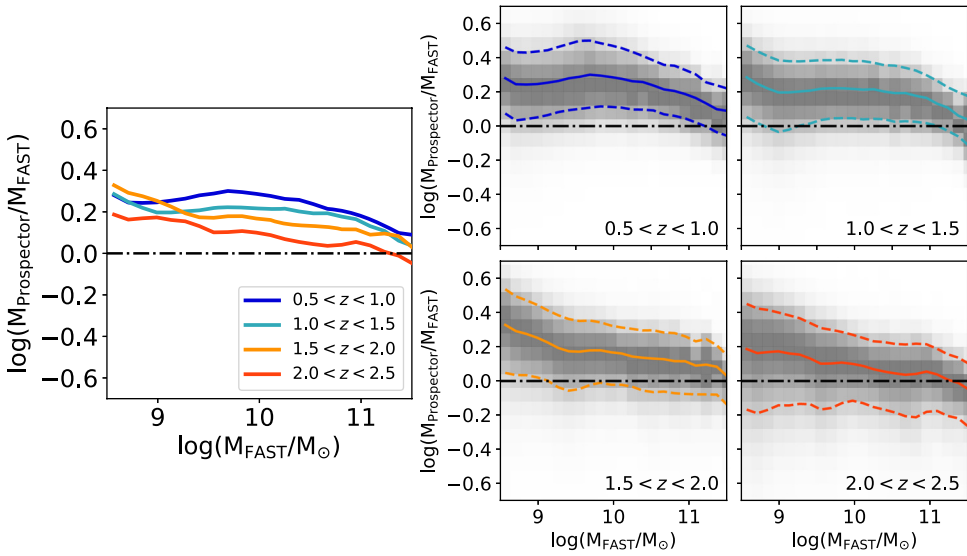 log(M_Prospector/M_FAST)
0.6
0.4
0.2
0.0
−0.2
−0.4
−0.6
0.5 < z < 1.0
1.0 < z < 1.5
1.5 < z < 2.0
2.0 < z < 2.5
9
10
11
log(M_FAST/M_⊙)
log(M_Prospector/M_FAST)
0.6
0.4
0.2
0.0
−0.2
−0.4
−0.6
0.5 < z < 1.0
1.0 < z < 1.5
log(M_Prospector/M_FAST)
0.6
0.4
0.2
0.0
−0.2
−0.4
−0.6
1.5 < z < 2.0
2.0 < z < 2.5
9
10
11
9
10
11
log(M_FAST/M_⊙)
log(M_FAST/M_⊙)